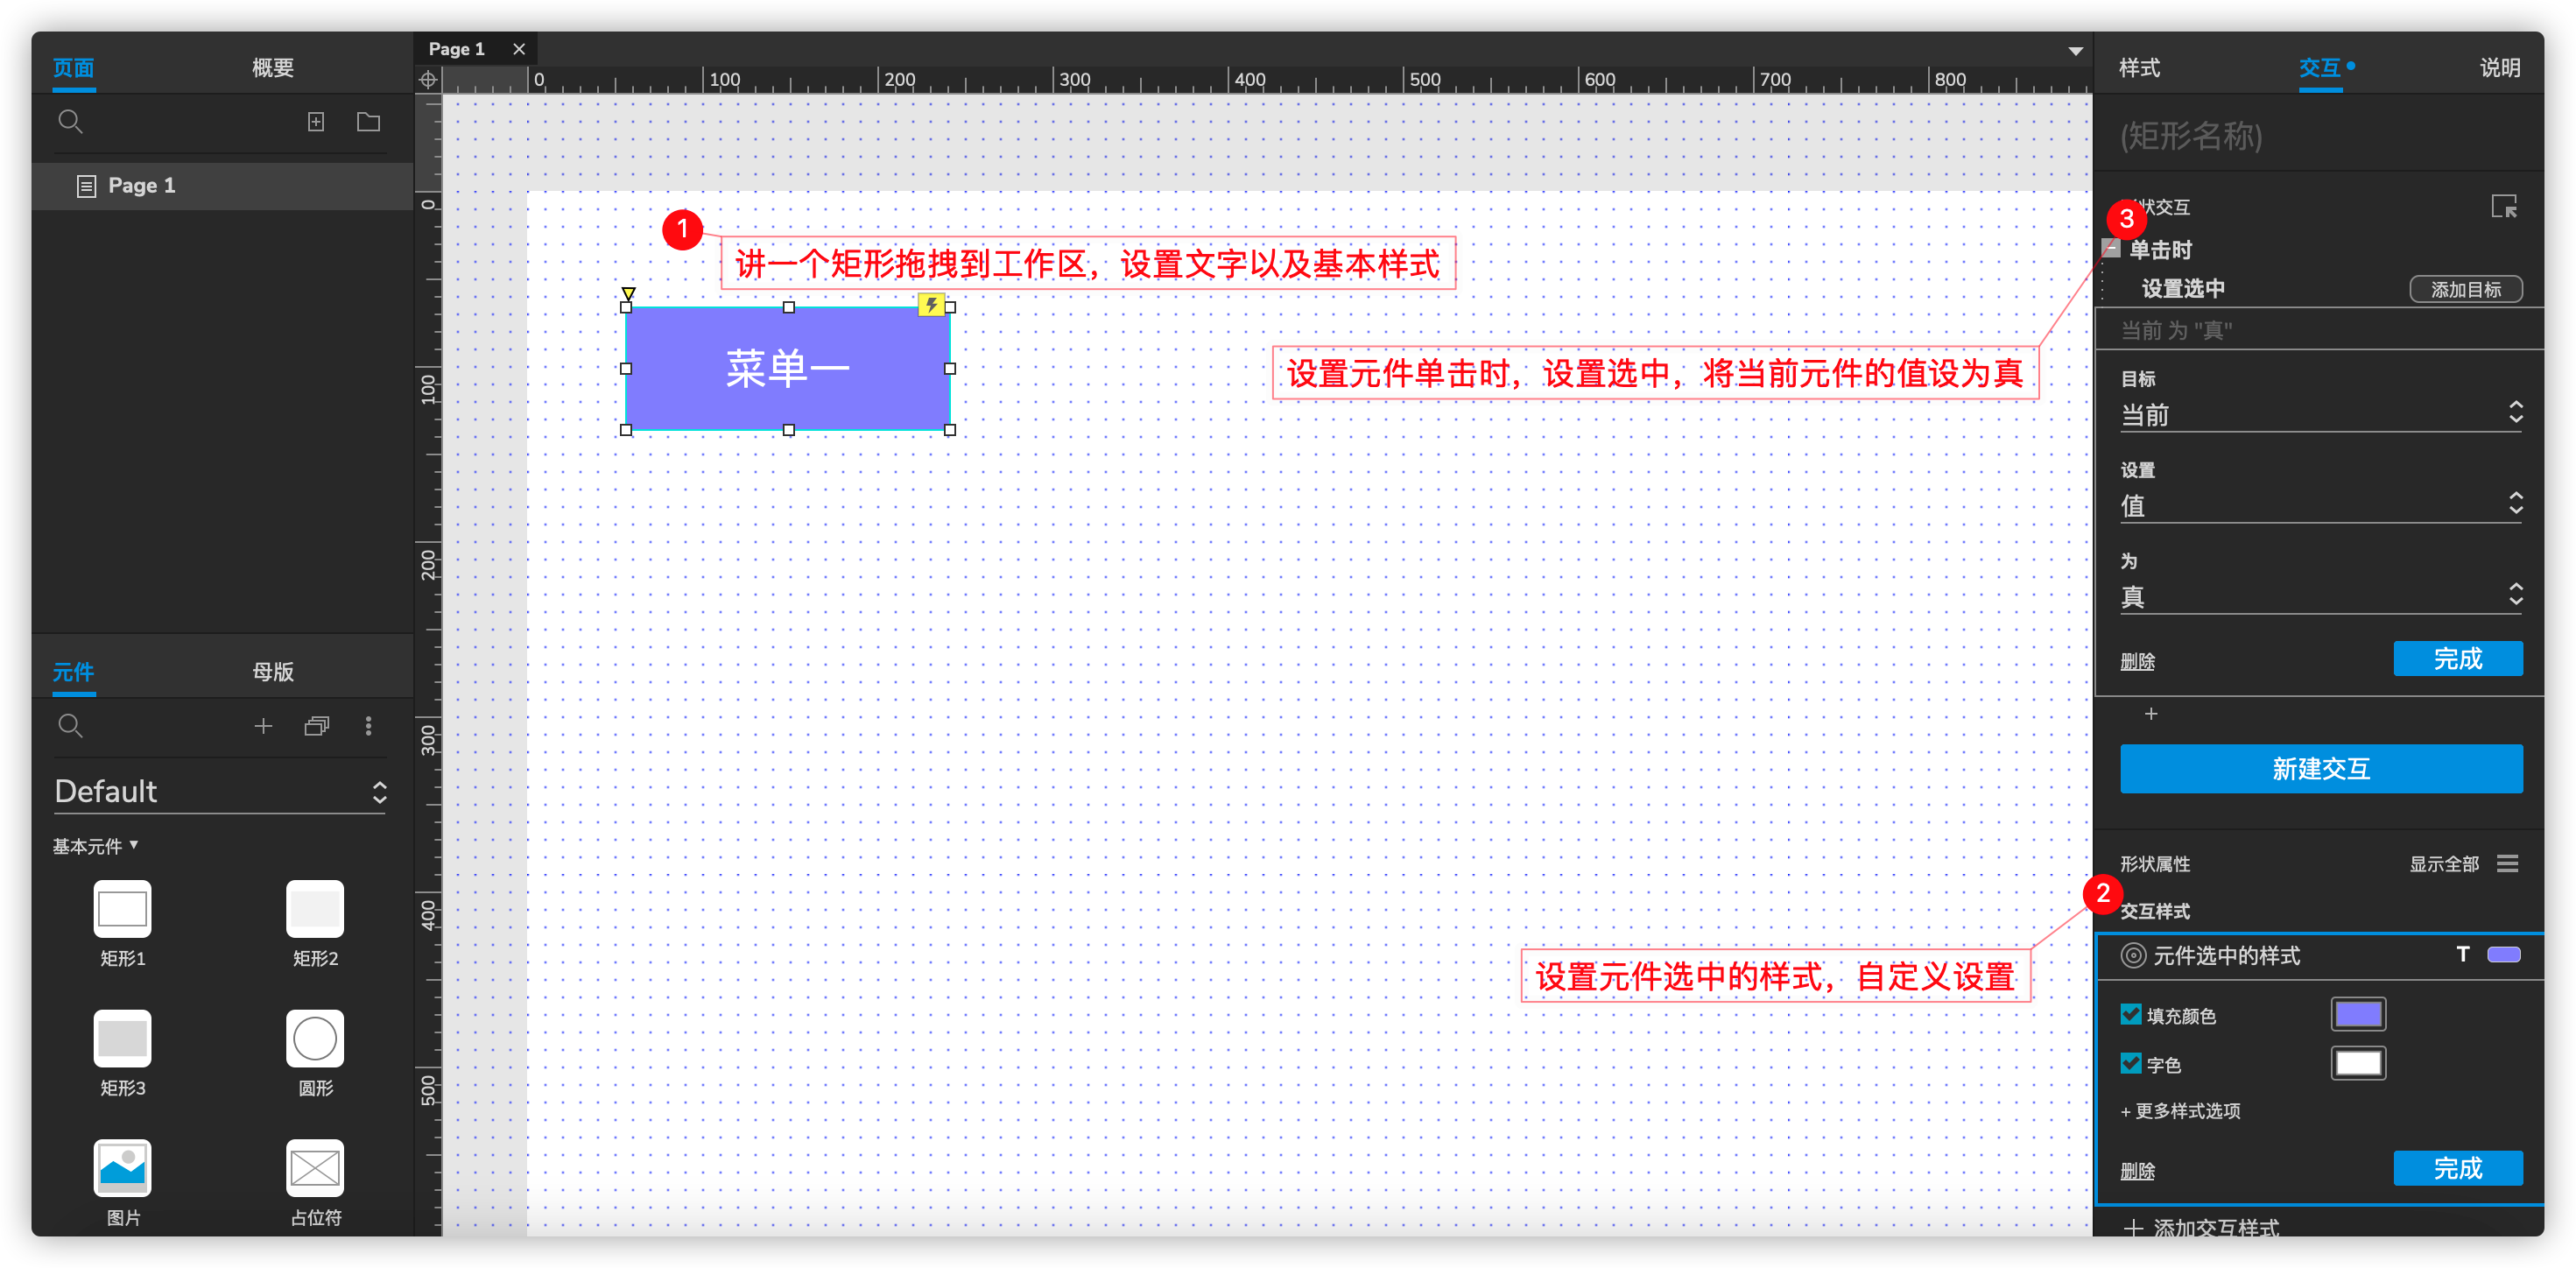 页面
概要
Page 1
元件
母版
Default
基本元件
矩形1
矩形2
矩形3
圆形
图片
占位符
Page 1
0 100 200 300 400 500 600 700 800
0
100
200
300
400
500
1
讲一个矩形拖拽到工作区，设置文字以及基本样式
菜单一
设置元件单击时，设置选中，将当前元件的值设为真
设置元件选中的样式，自定义设置
样式
交互
说明
(矩形名称)
3
状交互
单击时
设置选中
添加目标
当前 为 "真"
目标
当前
设置
值
为
真
删除
完成
+
新建交互
形状属性
显示全部
2
交互样式
元件选中的样式
T
填充颜色
字色
+ 更多样式选项
删除
完成
添加交互样式